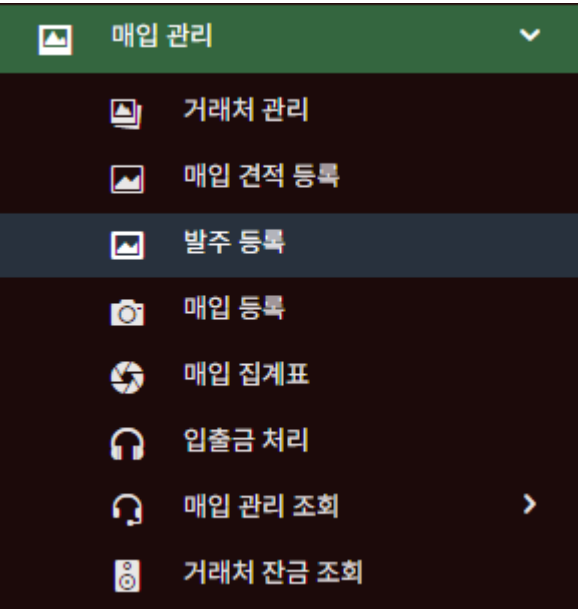 매입 관리
거래처 관리
매입 견적 등록
발주 등록
매입 등록
매입 집계표
입출금 처리
매입 관리 조회
거래처 잔금 조회